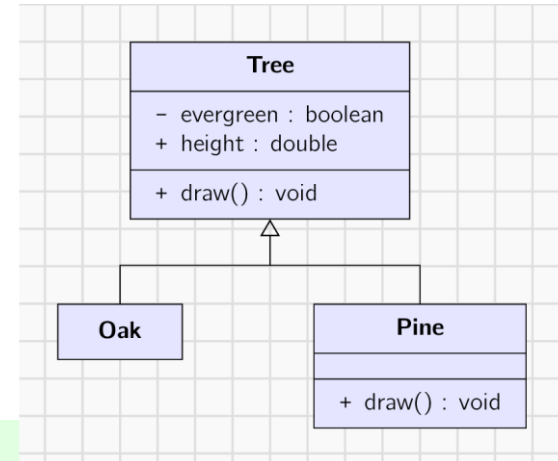 Tree
- evergreen : boolean
+ height : double
+ draw() : void
Oak
Pine
+ draw() : void